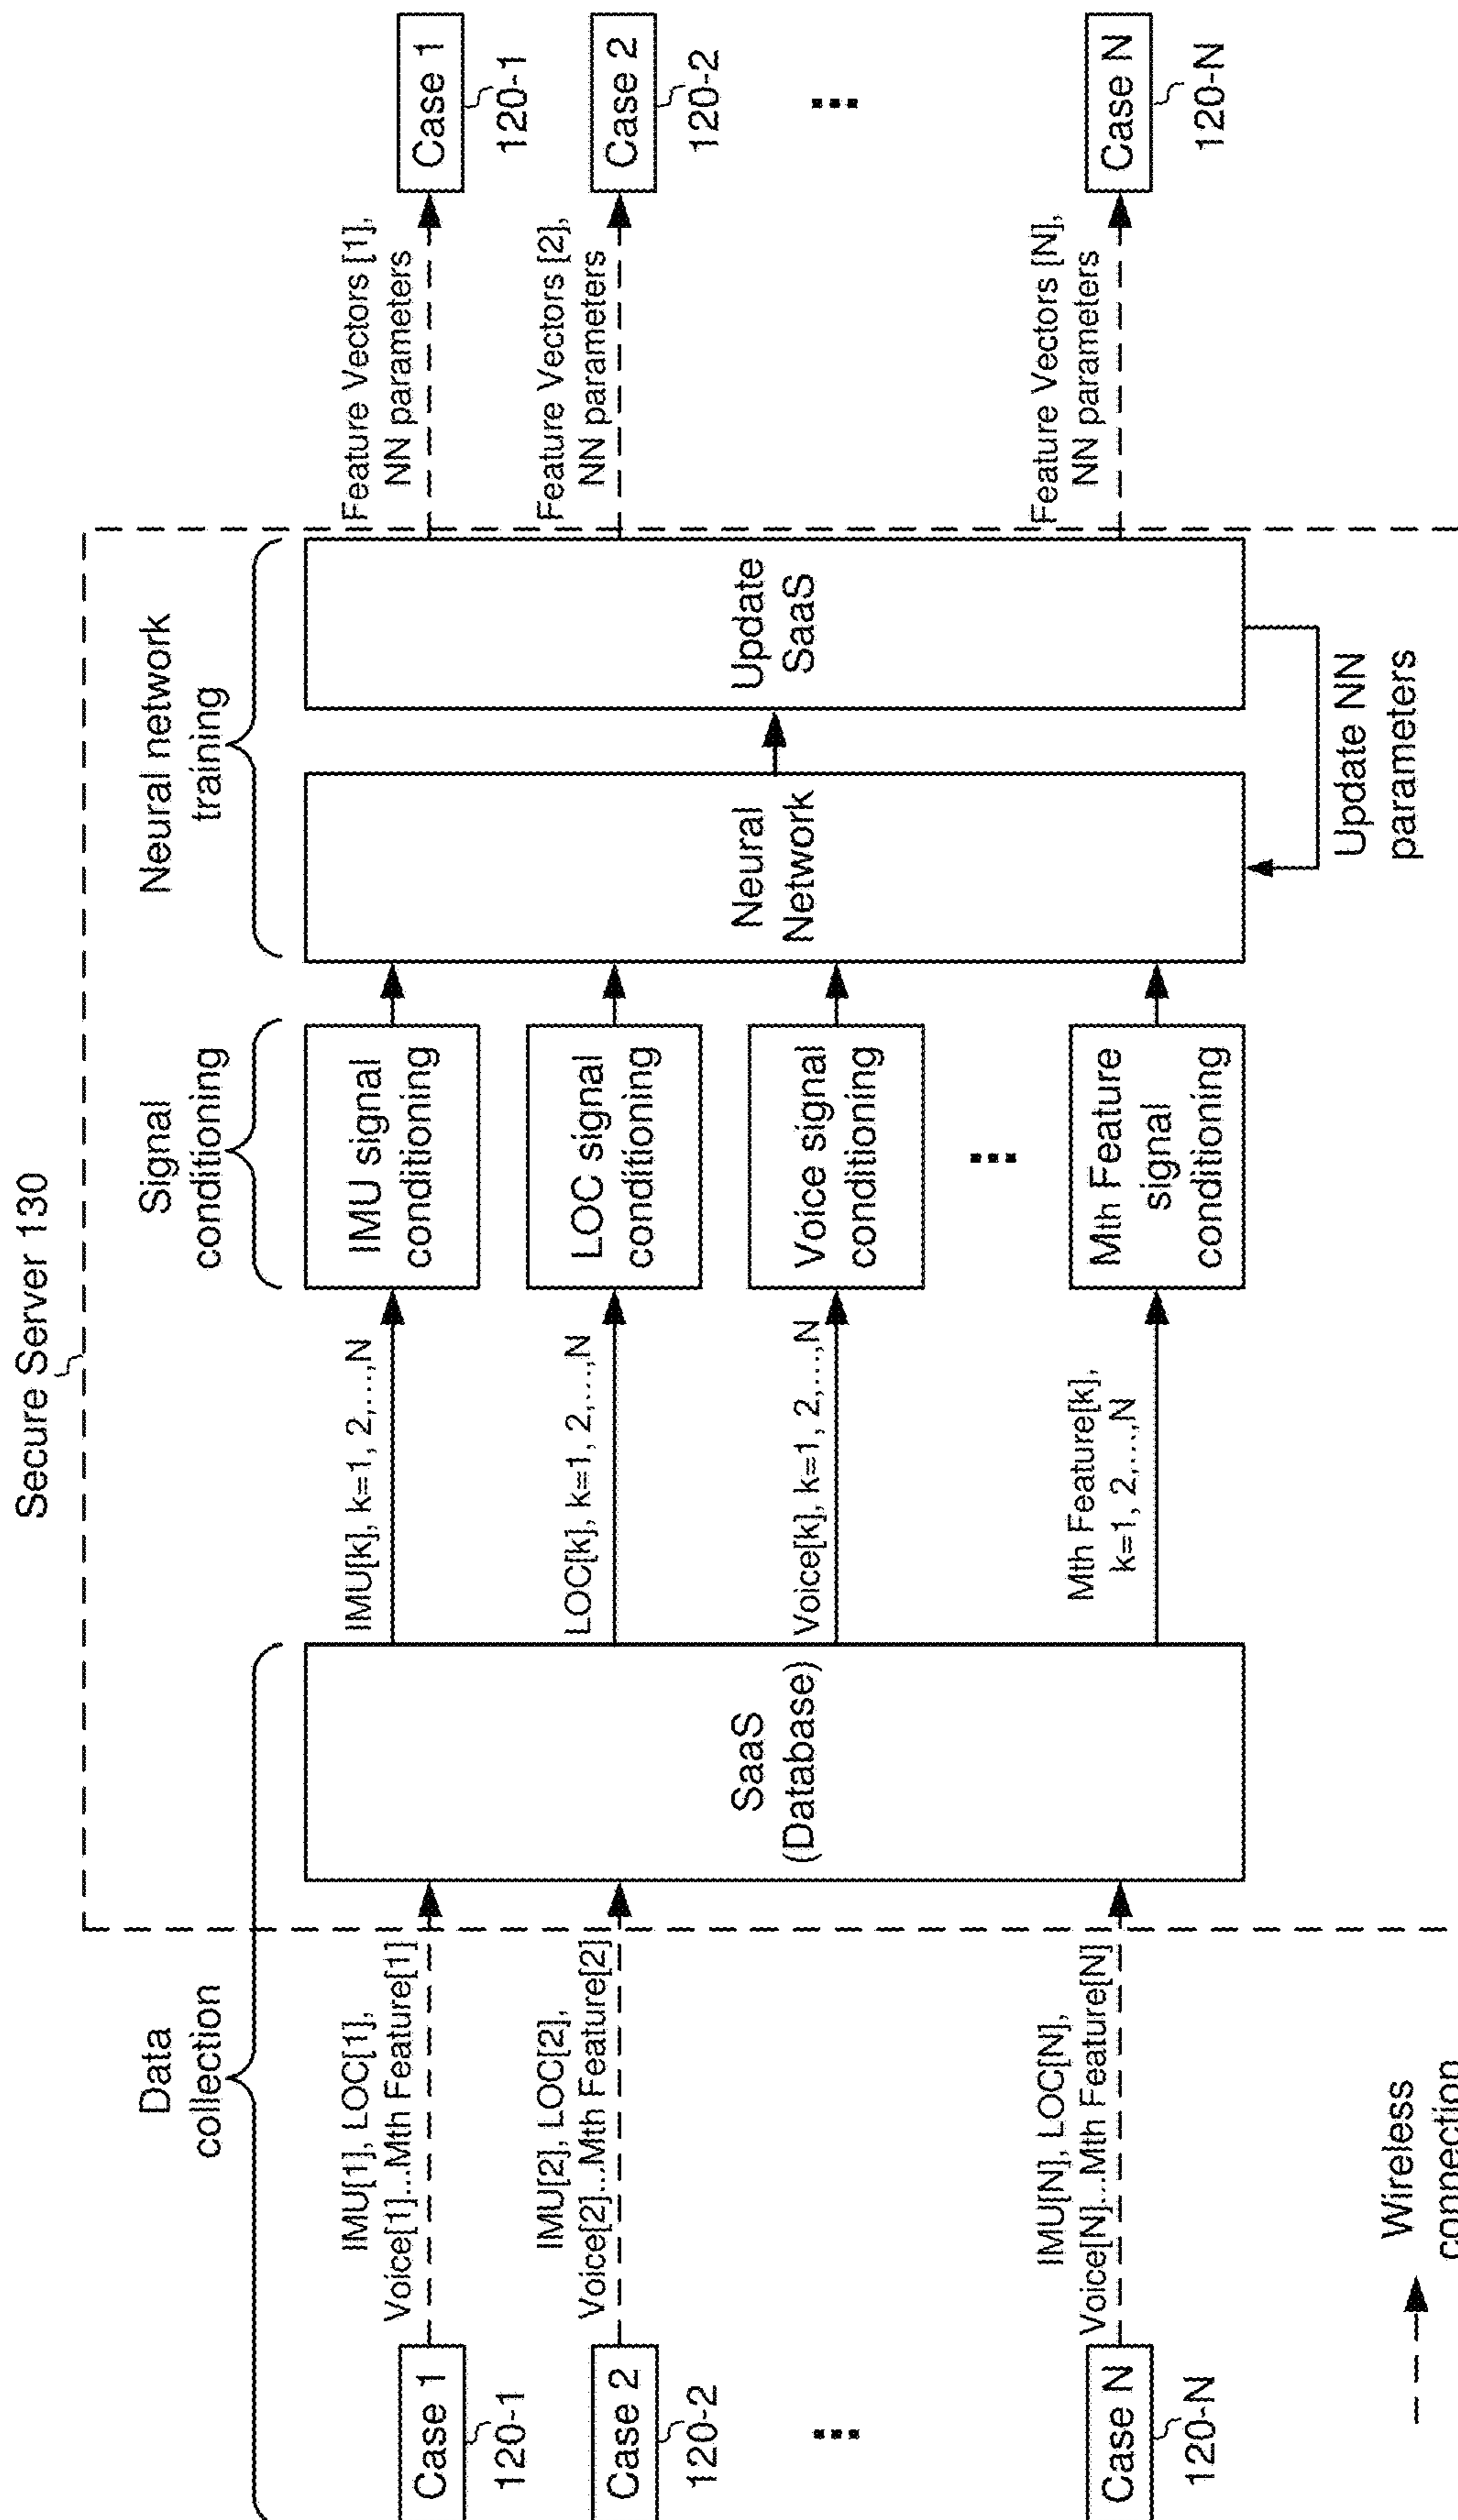 Secure Server 130
Data
collection
Signal
conditioning
Neural network
training
Case 1
120-1
IMU[1], LOC[1],
Voice[1]...Mth Feature[1]
Case 2
120-2
IMU[2], LOC[2],
Voice[2]...Mth Feature[2]
Case N
120-N
IMU[N], LOC[N],
Voice[N]...Mth Feature[N]
SaaS
(Database)
IMU[k], k=1, 2,...,N
LOC[k], k=1, 2,...,N
Voice[k], k=1, 2,...,N
Mth Feature[k],
k=1, 2,...,N
IMU signal
conditioning
LOC signal
conditioning
Voice signal
conditioning
Mth Feature
signal
conditioning
Neural
Network
Update
SaaS
Update NN
parameters
Feature Vectors [1],
NN parameters
Case 1
120-1
Feature Vectors [2],
NN parameters
Case 2
120-2
Feature Vectors [N],
NN parameters
Case N
120-N
Wireless
connection